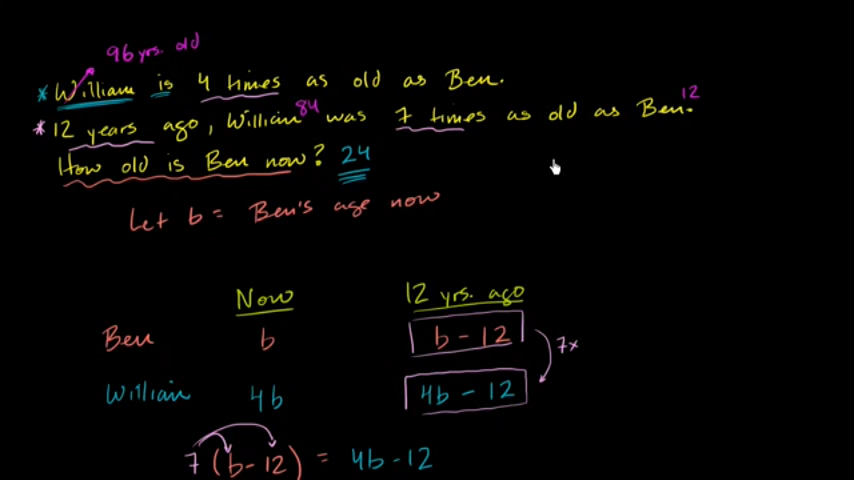 96 yrs. old
* William is 4 times as old as Ben.
* 12 years ago, William 84 was 7 times as old as Ben. 12
How old is Ben now? 24
Let b = Ben's age now
Now 12 yrs. ago
Ben b b - 12 7x
William 4b 4b - 12
7 (b - 12) = 4b - 12